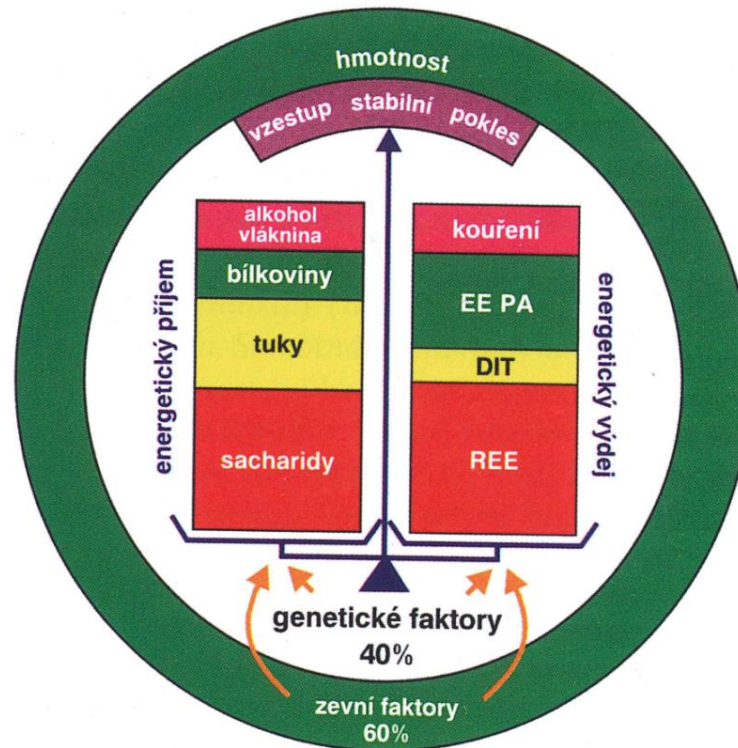 hmotnost
vzestup stabilní pokles
energetický příjem
alkohol
vláknina
bílkoviny
tuky
sacharidy
kouření
EE PA
DIT
REE
energetický výdej
genetické faktory
40%
zevní faktory
60%